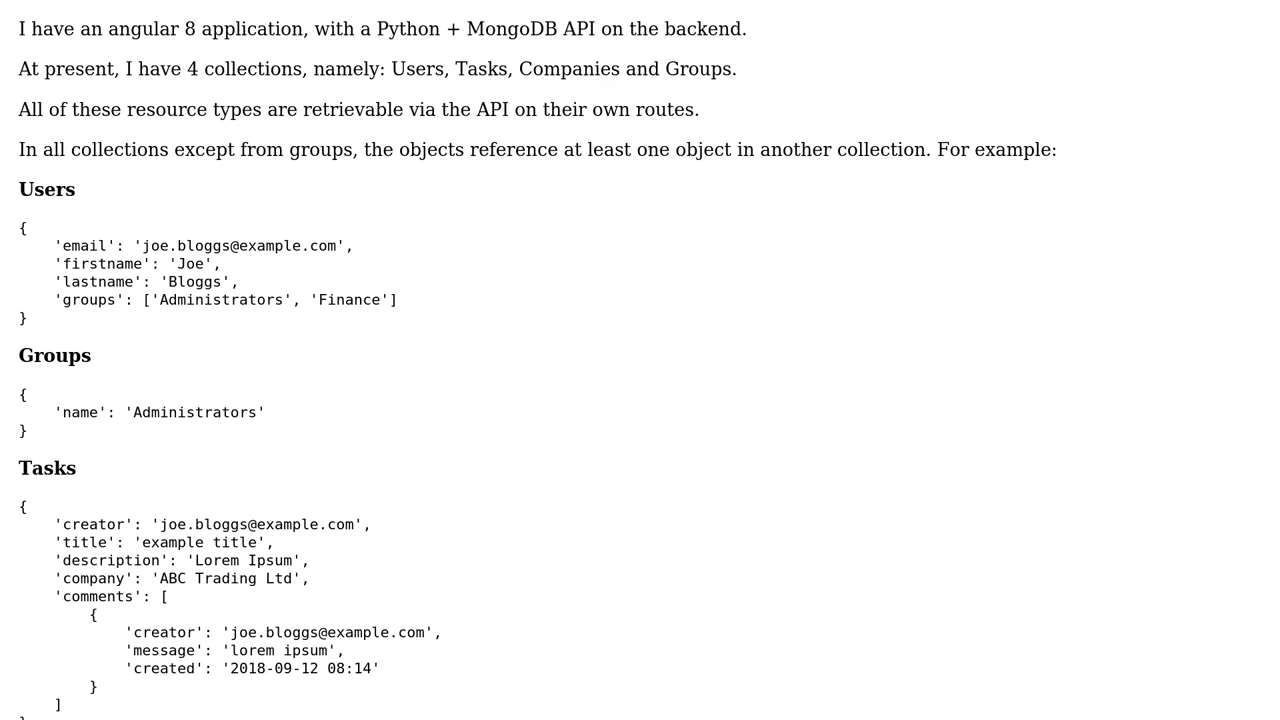 I have an angular 8 application, with a Python + MongoDB API on the backend.
At present, I have 4 collections, namely: Users, Tasks, Companies and Groups.
All of these resource types are retrievable via the API on their own routes.
In all collections except from groups, the objects reference at least one object in another collection. For example:
Users
{
    'email': 'joe.bloggs@example.com',
    'firstname': 'Joe',
    'lastname': 'Bloggs',
    'groups': ['Administrators', 'Finance']
}
Groups
{
    'name': 'Administrators'
}
Tasks
{
    'creator': 'joe.bloggs@example.com',
    'title': 'example title',
    'description': 'Lorem Ipsum',
    'company': 'ABC Trading Ltd',
    'comments': [
        {
            'creator': 'joe.bloggs@example.com',
            'message': 'lorem ipsum',
            'created': '2018-09-12 08:14'
        }
    ]
}